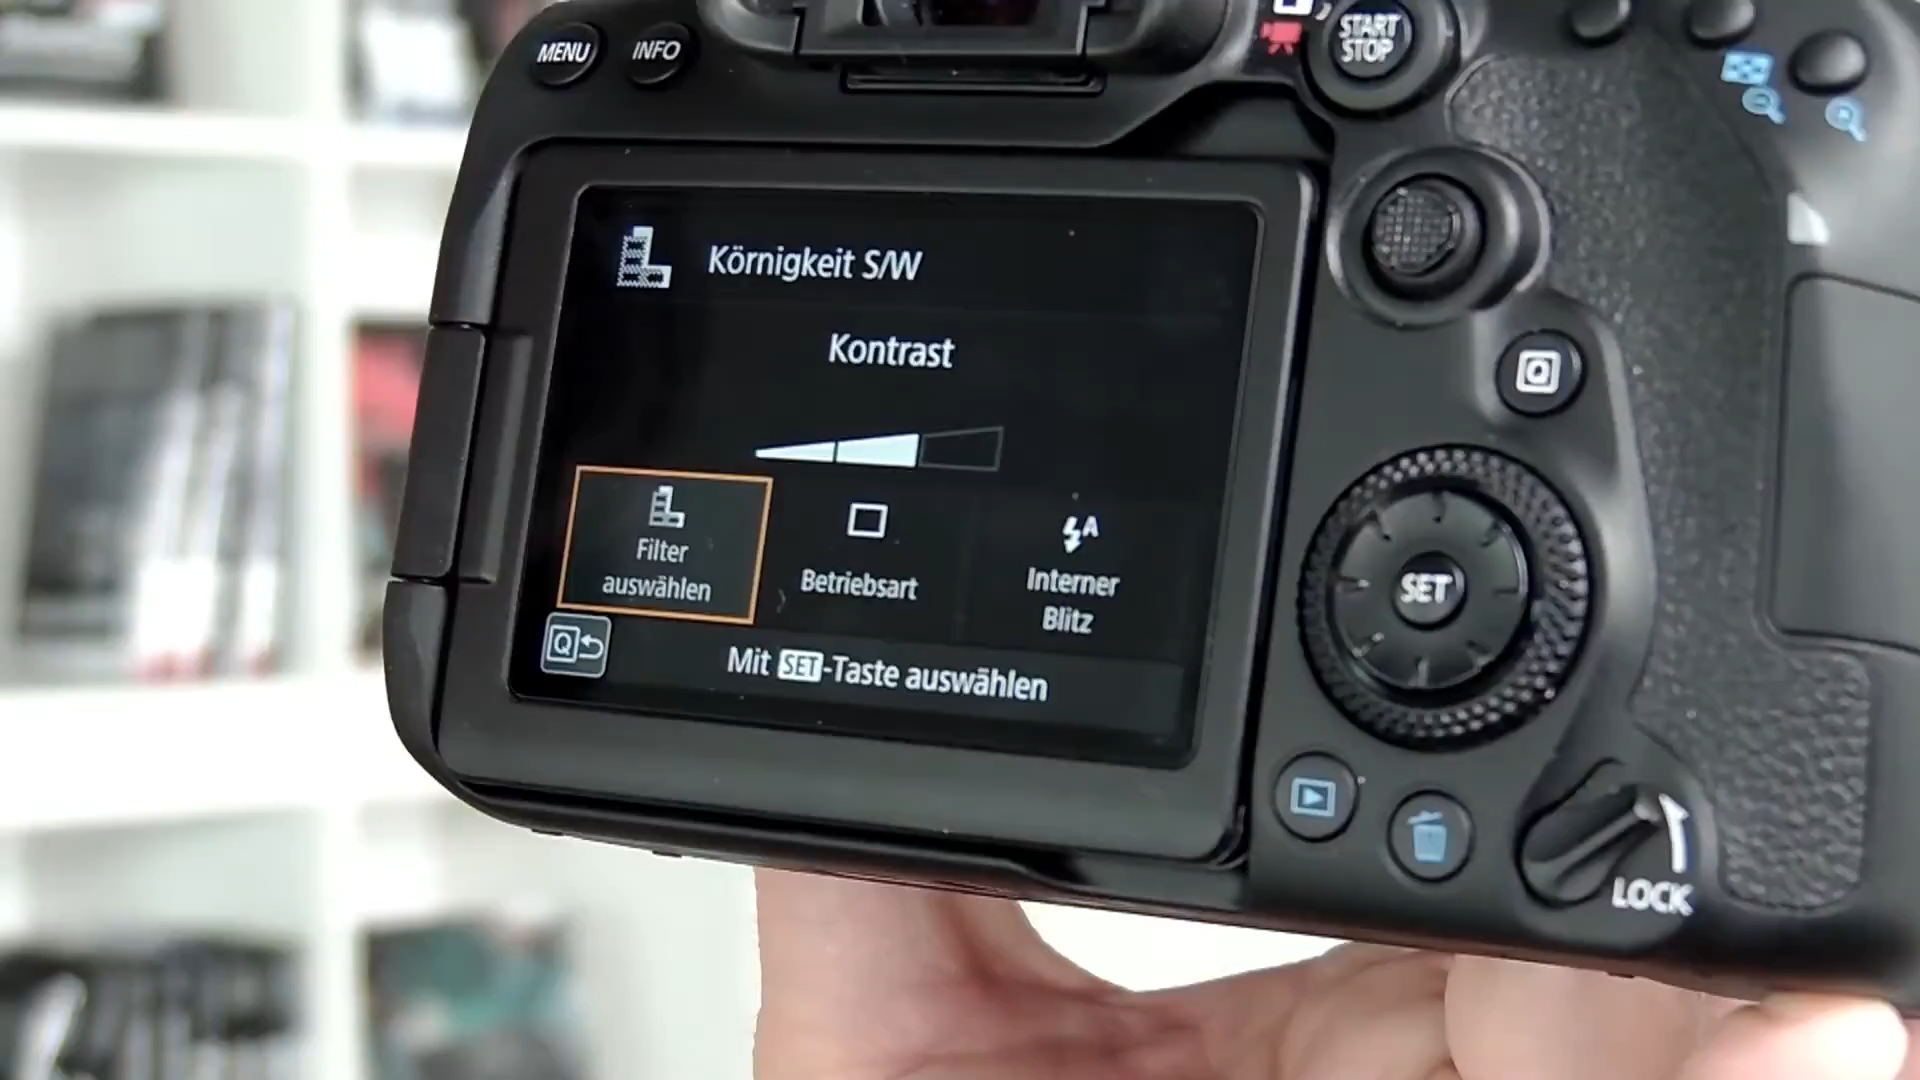 MENU INFO
START
STOP
Körnigkeit S/W
Kontrast
Q
Filter
auswählen
Betriebsart
A
Interner
Blitz
SET
Q
Mit SET-Taste auswählen
LOCK